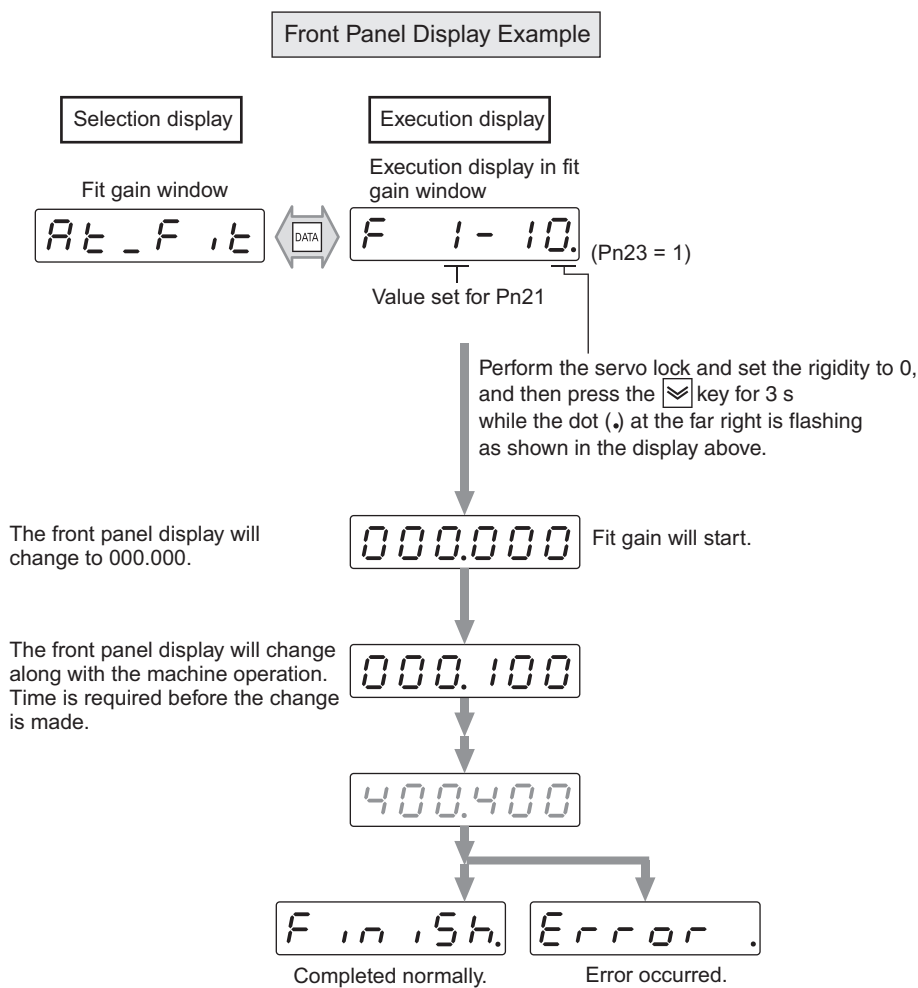 Front Panel Display Example
Selection display
Execution display
Fit gain window
Execution display in fit
gain window
At_Fit
DATA
F 1-10.
(Pn23 = 1)
Value set for Pn21
Perform the servo lock and set the rigidity to 0,
and then press the key for 3 s
while the dot (.) at the far right is flashing
as shown in the display above.
The front panel display will
change to 000.000.
000.000
Fit gain will start.
The front panel display will change
along with the machine operation.
Time is required before the change
is made.
000.100
400.400
FiniSh.
Error .
Completed normally.
Error occurred.